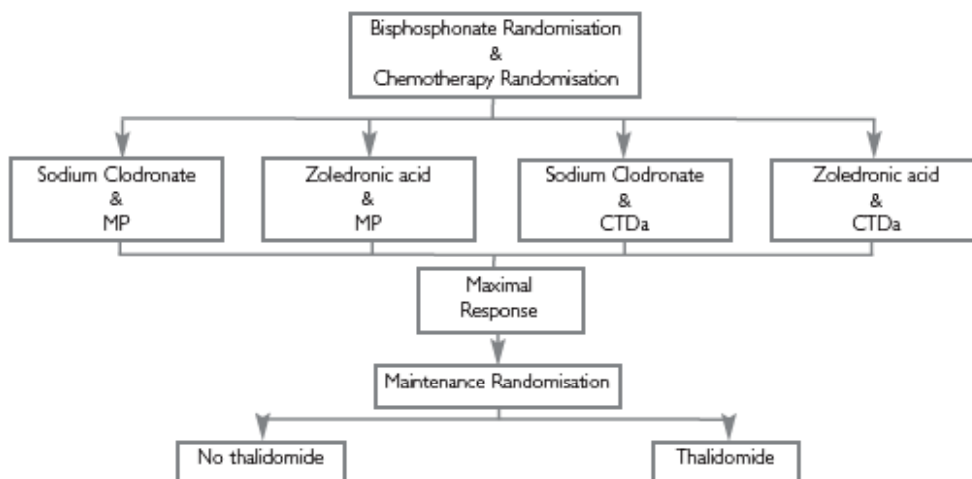 Bisphosphonate Randomisation
&
Chemotherapy Randomisation
Sodium Clodronate
&
MP
Zoledronic acid
&
MP
Sodium Clodronate
&
CTDa
Zoledronic acid
&
CTDa
Maximal
Response
Maintenance Randomisation
No thalidomide
Thalidomide